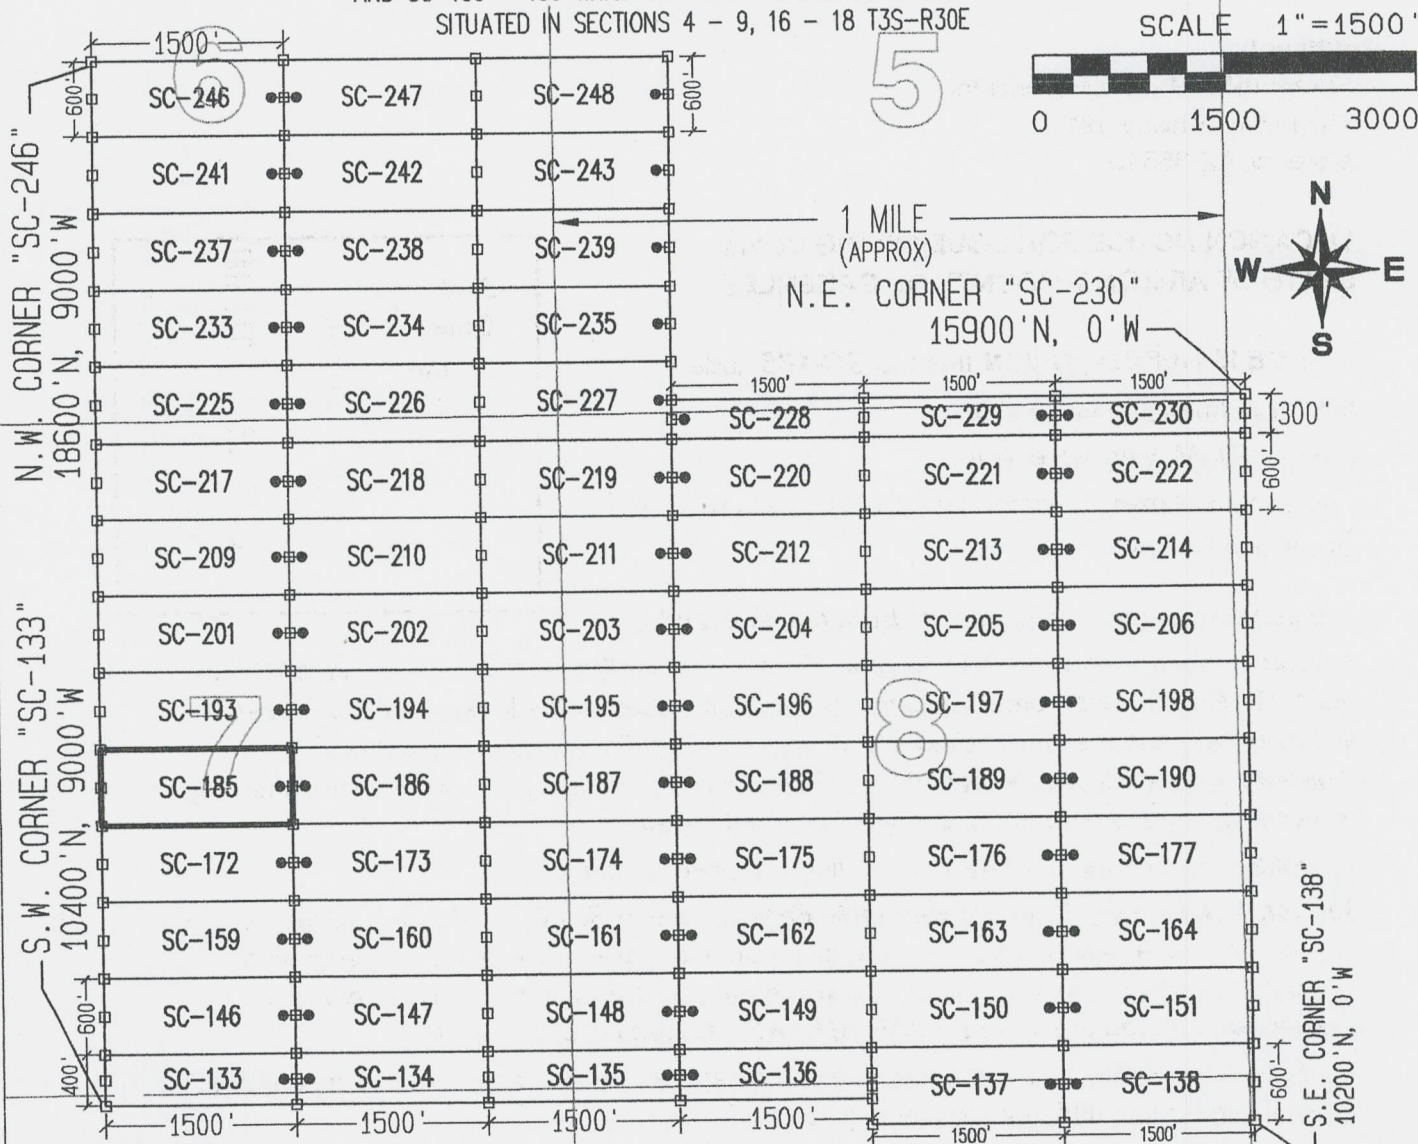 SITUATED IN SECTIONS 4 - 9, 16 - 18 T3S-R30E
SCALE 1"=1500'
0 1500 3000
N
W E
S
1 MILE
(APPROX)
N.E. CORNER "SC-230"
15900'N, 0'W
N.W. CORNER "SC-246"
18600'N, 9000'W
S.W. CORNER "SC-133"
10400'N, 9000'W
S.E. CORNER "SC-138"
10200'N, 0'W
6
5
7
8
1500'
600'
600'
SC-246 SC-247 SC-248
SC-241 SC-242 SC-243
SC-237 SC-238 SC-239
SC-233 SC-234 SC-235
1500' 1500' 1500'
SC-225 SC-226 SC-227 SC-228 SC-229 SC-230 300'
SC-217 SC-218 SC-219 SC-220 SC-221 SC-222 600'
SC-209 SC-210 SC-211 SC-212 SC-213 SC-214
SC-201 SC-202 SC-203 SC-204 SC-205 SC-206
SC-193 SC-194 SC-195 SC-196 SC-197 SC-198
SC-185 SC-186 SC-187 SC-188 SC-189 SC-190
SC-172 SC-173 SC-174 SC-175 SC-176 SC-177
SC-159 SC-160 SC-161 SC-162 SC-163 SC-164
600' SC-146 SC-147 SC-148 SC-149 SC-150 SC-151
400' SC-133 SC-134 SC-135 SC-136 SC-137 SC-138 600'
1500' 1500' 1500' 1500' 1500' 1500'